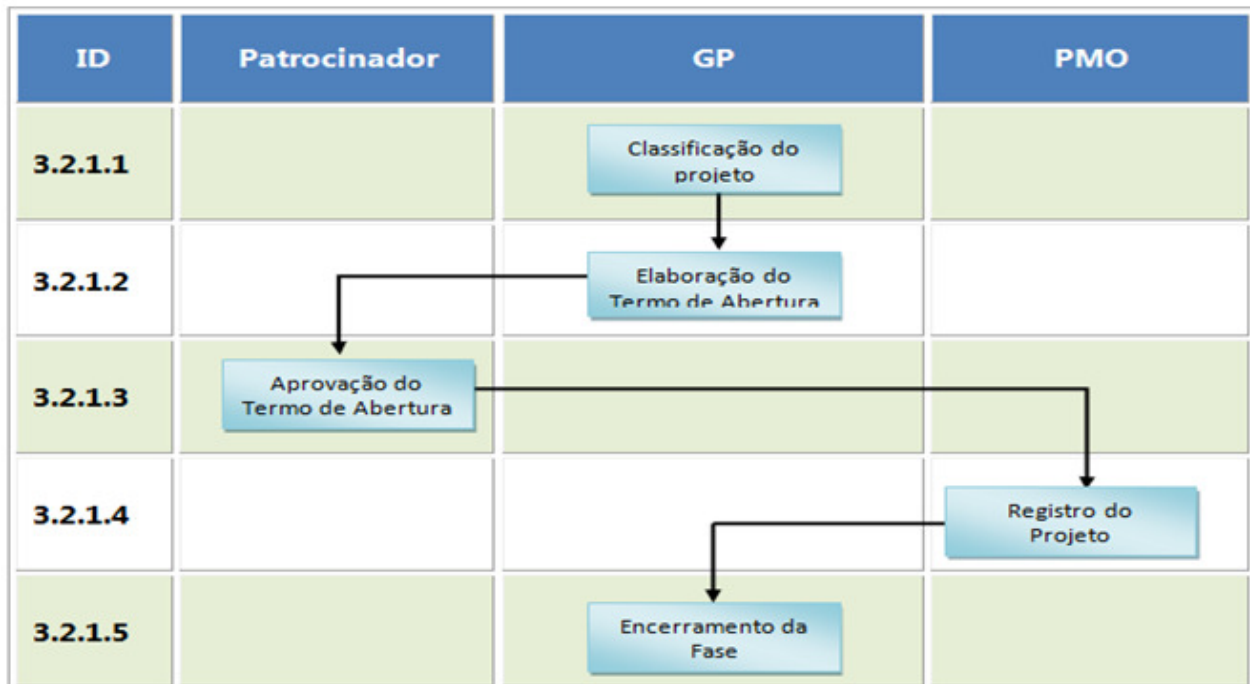 ID Patrocinador GP PMO
3.2.1.1
Classificação do
projeto
3.2.1.2
Elaboração do
Termo de Abertura
3.2.1.3
Aprovação do
Termo de Abertura
3.2.1.4
Registro do
Projeto
3.2.1.5
Encerramento da
Fase